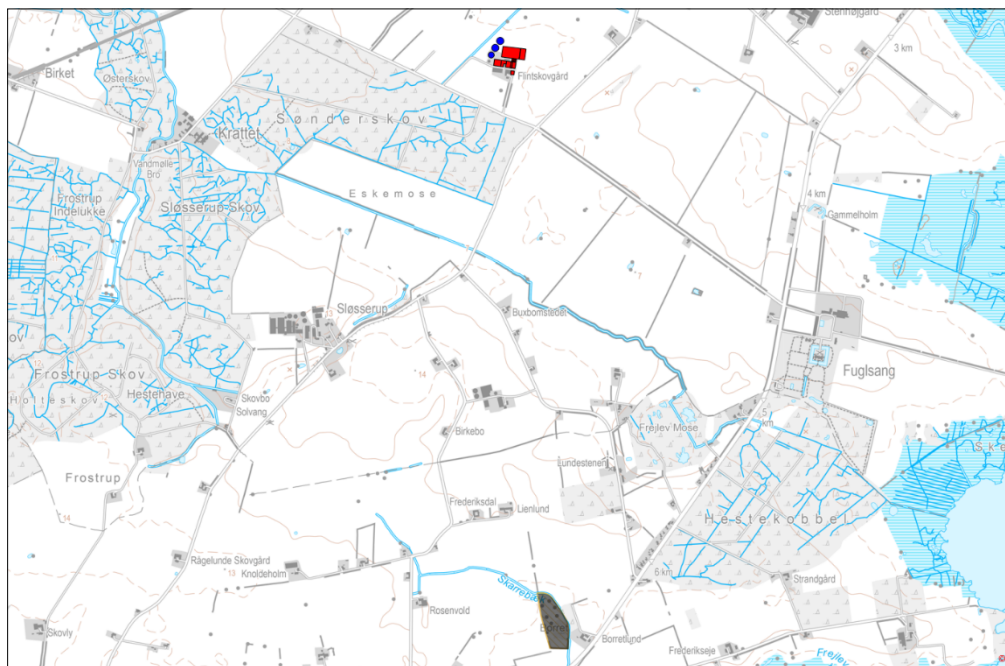 Stennøjgård
3 km
Birket
Østerskov
Flintskovgård
Sønderskov
Krattet
Vandmølle
Bro
Eskemose
Frostrup
Indelukke
Sløsserup Skov
4 km
Gammelholm
Sløsserup
Buxbomstedet
14
Frostrup Skov
Holteskov
Hestehave
Skovbo
Solvang
Fuglsang
5
km
Frejlev Mose
Birkebo
Lundestenen
Frostrup
Frederiksdal
Lienlund
Hestekobbel
14
Rågelunde Skovgård
Knoldeholm
13
6 km
Strandgård
Rosenvold
Borretlund
Frederikseje
Skovly